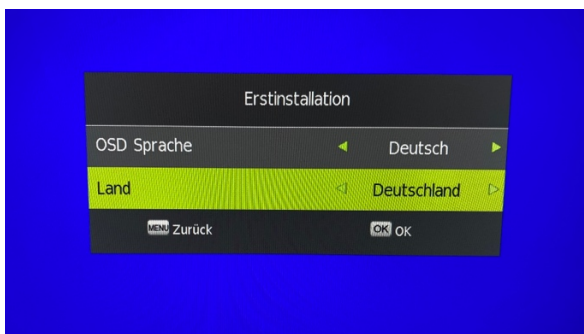 Erstinstallation
OSD Sprache Deutsch
Land Deutschland
MENU Zurück OK OK